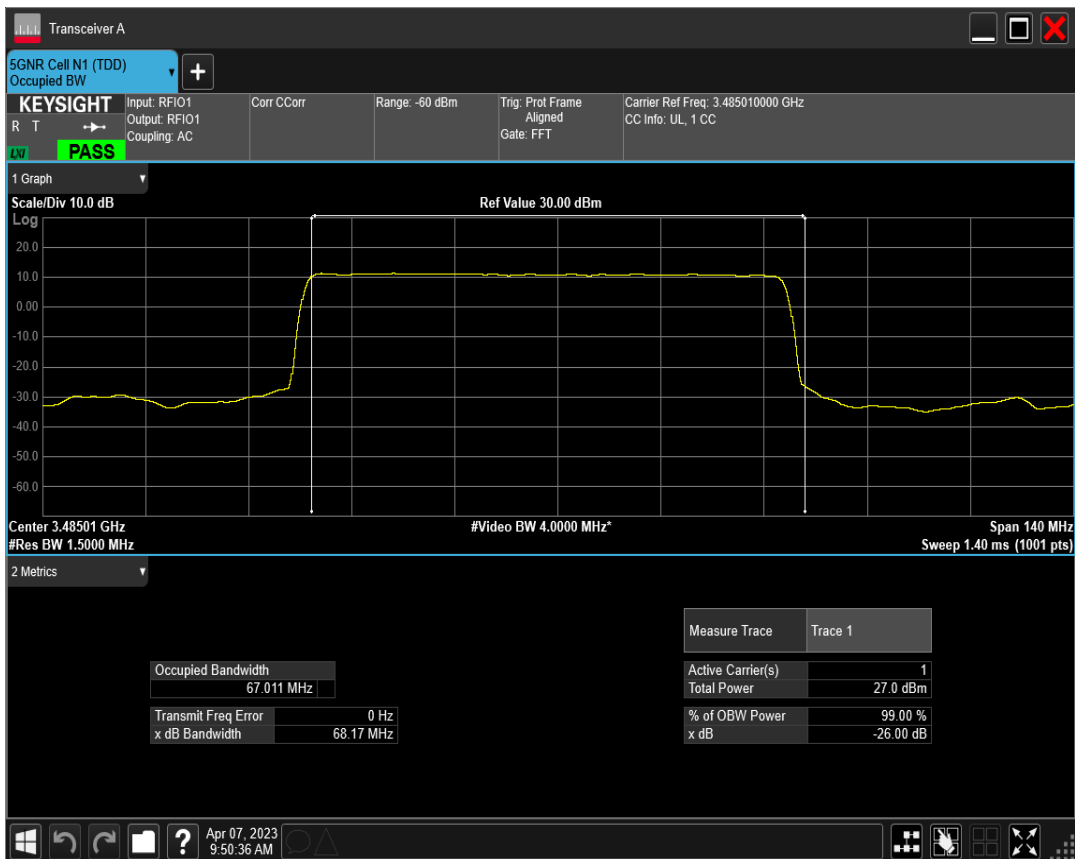 Transceiver A
5GNR Cell N1 (TDD)
Occupied BW
+
KEYSIGHT
R T
LXI
PASS
Input: RFIO1
Output: RFIO1
Coupling: AC
Corr CCorr
Range: -60 dBm
Trig: Prot Frame
Aligned
Gate: FFT
Carrier Ref Freq: 3.485010000 GHz
CC Info: UL, 1 CC
1 Graph
Scale/Div 10.0 dB
Ref Value 30.00 dBm
Log
20.0
10.0
0.00
-10.0
-20.0
-30.0
-40.0
-50.0
-60.0
Center 3.48501 GHz
#Video BW 4.0000 MHz*
Span 140 MHz
#Res BW 1.5000 MHz
Sweep 1.40 ms (1001 pts)
2 Metrics
Measure Trace Trace 1
Occupied Bandwidth
67.011 MHz
Active Carrier(s) 1
Total Power 27.0 dBm
Transmit Freq Error 0 Hz
x dB Bandwidth 68.17 MHz
% of OBW Power 99.00 %
x dB -26.00 dB
?
Apr 07, 2023
9:50:36 AM